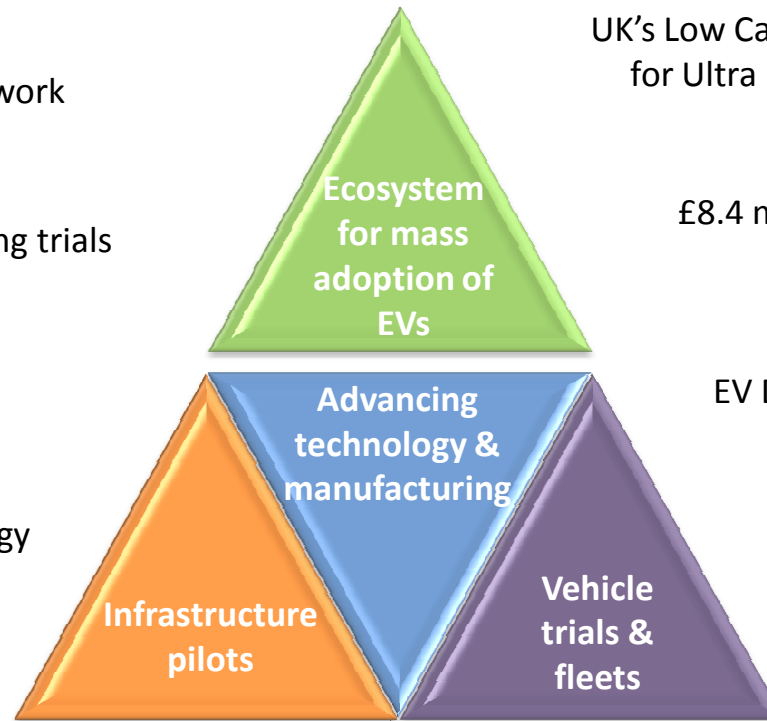 UK’s Low Ca
for Ultra
work
£8.4 m
ng trials
Ecosystem
for mass
adoption of
EVs
EV
Advancing
technology &
manufacturing
gy
Infrastructure
pilots
Vehicle
trials &
fleets